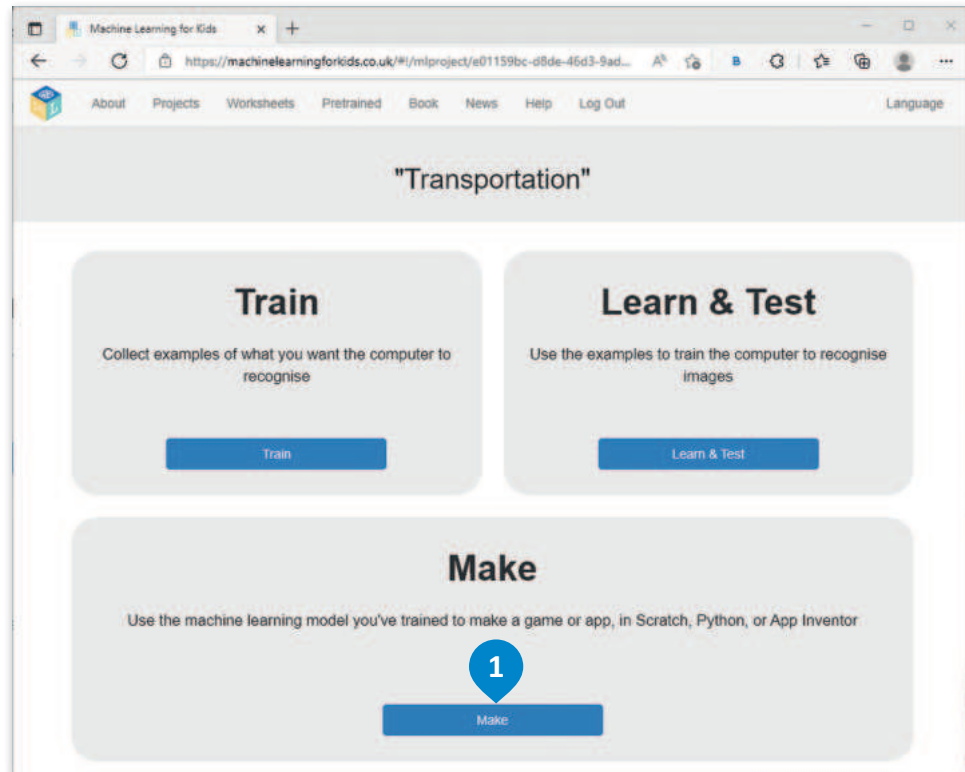 Machine Learning for Kids
https://machinelearningforkids.co.uk/#!/mlproject/e01159bc-d8de-46d3-9ad...
About Projects Worksheets Pretrained Book News Help Log Out Language
"Transportation"
Train
Collect examples of what you want the computer to
recognise
Train
Learn & Test
Use the examples to train the computer to recognise
images
Learn & Test
Make
Use the machine learning model you've trained to make a game or app, in Scratch, Python, or App Inventor
1
Make